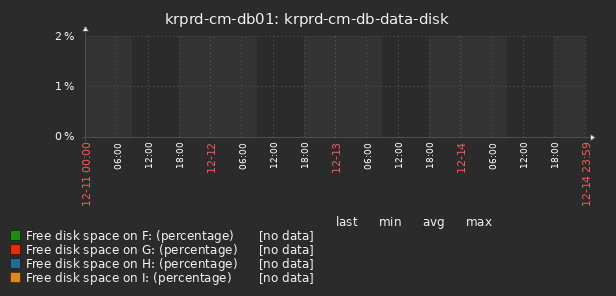 krprd-cm-db01: krprd-cm-db-data-disk
2 %
1 %
0 %
12-11 00:00 06:00 12:00 18:00 12-12 06:00 12:00 18:00 12-13 06:00 12:00 18:00 12-14 06:00 12:00 18:00 12-14 23:59
last min avg max
Free disk space on F: (percentage) [no data]
Free disk space on G: (percentage) [no data]
Free disk space on H: (percentage) [no data]
Free disk space on I: (percentage) [no data]